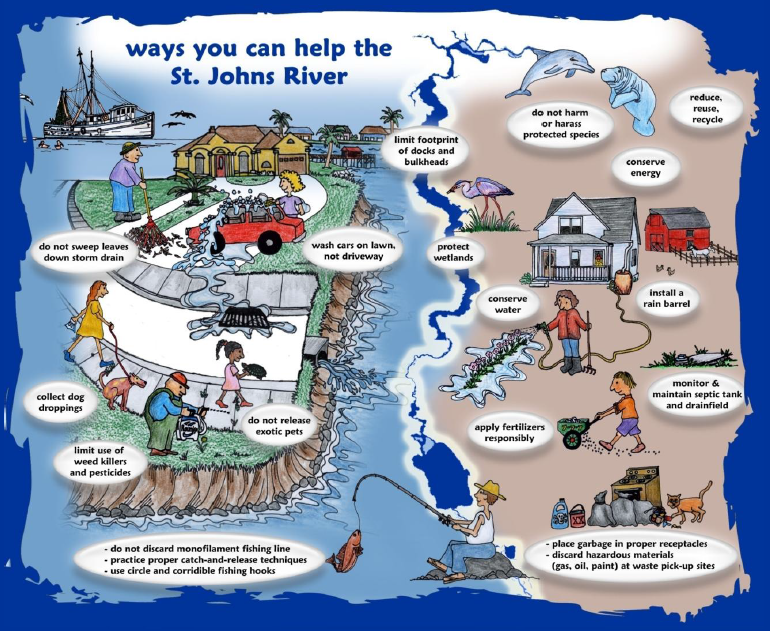 ways you can help the
St. Johns River
do not harm
or harass
protected species
reduce,
reuse,
recycle
limit footprint
of docks and
bulkheads
conserve
energy
do not sweep leaves
down storm drain
wash cars on lawn,
not driveway
protect
wetlands
conserve
water
install a
rain barrel
collect dog
droppings
do not release
exotic pets
monitor &
maintain septic tank
and drainfield
apply fertilizers
responsibly
limit use of
weed killers
and pesticides
- do not discard monofilament fishing line
- practice proper catch-and-release techniques
- use circle and corridible fishing hooks
- place garbage in proper receptacles
- discard hazardous materials
(gas, oil, paint) at waste pick-up sites